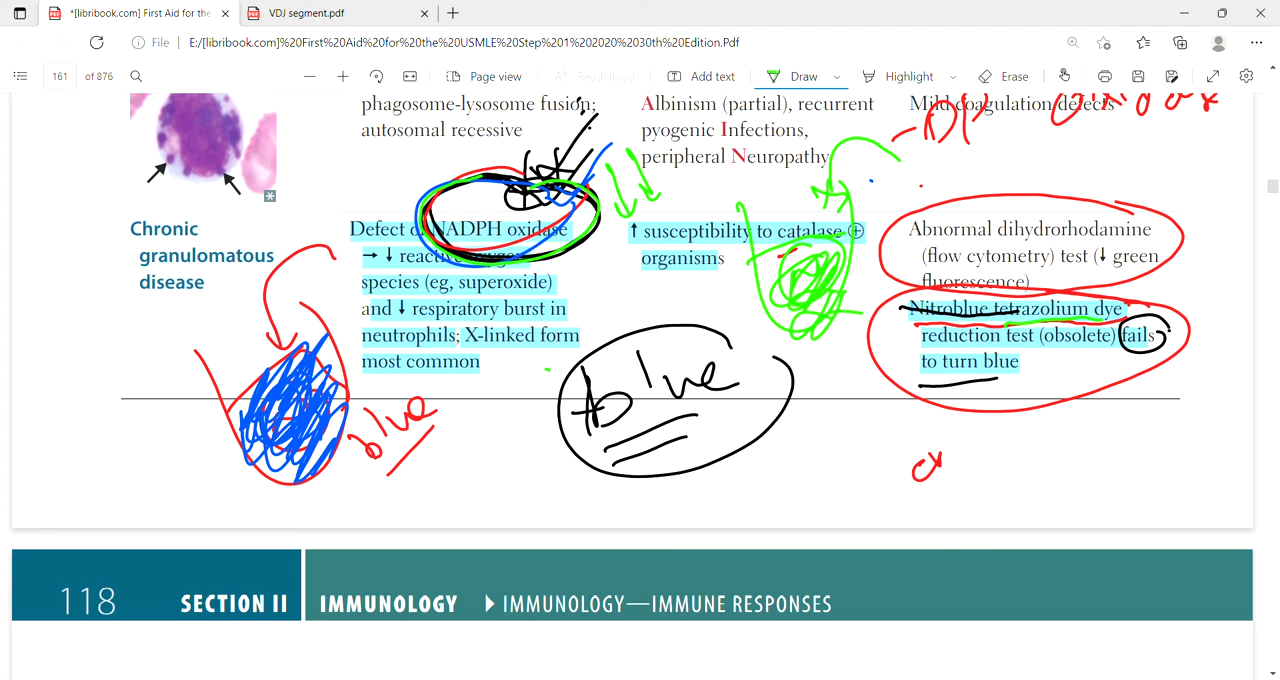 *[libribook.com] First Aid for the
VDJ segment.pdf
File
E:/[libribook.com]%20First%20Aid%20for%20the%20USMLE%20Step%201%202020%2030th%20Edition.Pdf
161
of 876
Page view
Read aloud
Add text
Draw
Highlight
Erase
phagosome-lysosome fusion;
autosomal recessive
Albinism (partial), recurrent
pyogenic Infections,
peripheral Neuropathy
Mild coagulation defects
Chronic
granulomatous
disease
Defect NADPH oxidase
→ ↓ reactive oxygen
species (eg, superoxide)
and ↓ respiratory burst in
neutrophils; X-linked form
most common
↑ susceptibility to catalase ⊕
organisms
Abnormal dihydrorhodamine
(flow cytometry) test (↓ green
fluorescence)
Nitroblue tetrazolium dye
reduction test (obsolete) fails
to turn blue
blue
blue
118
SECTION II
IMMUNOLOGY
▶ IMMUNOLOGY—IMMUNE RESPONSES